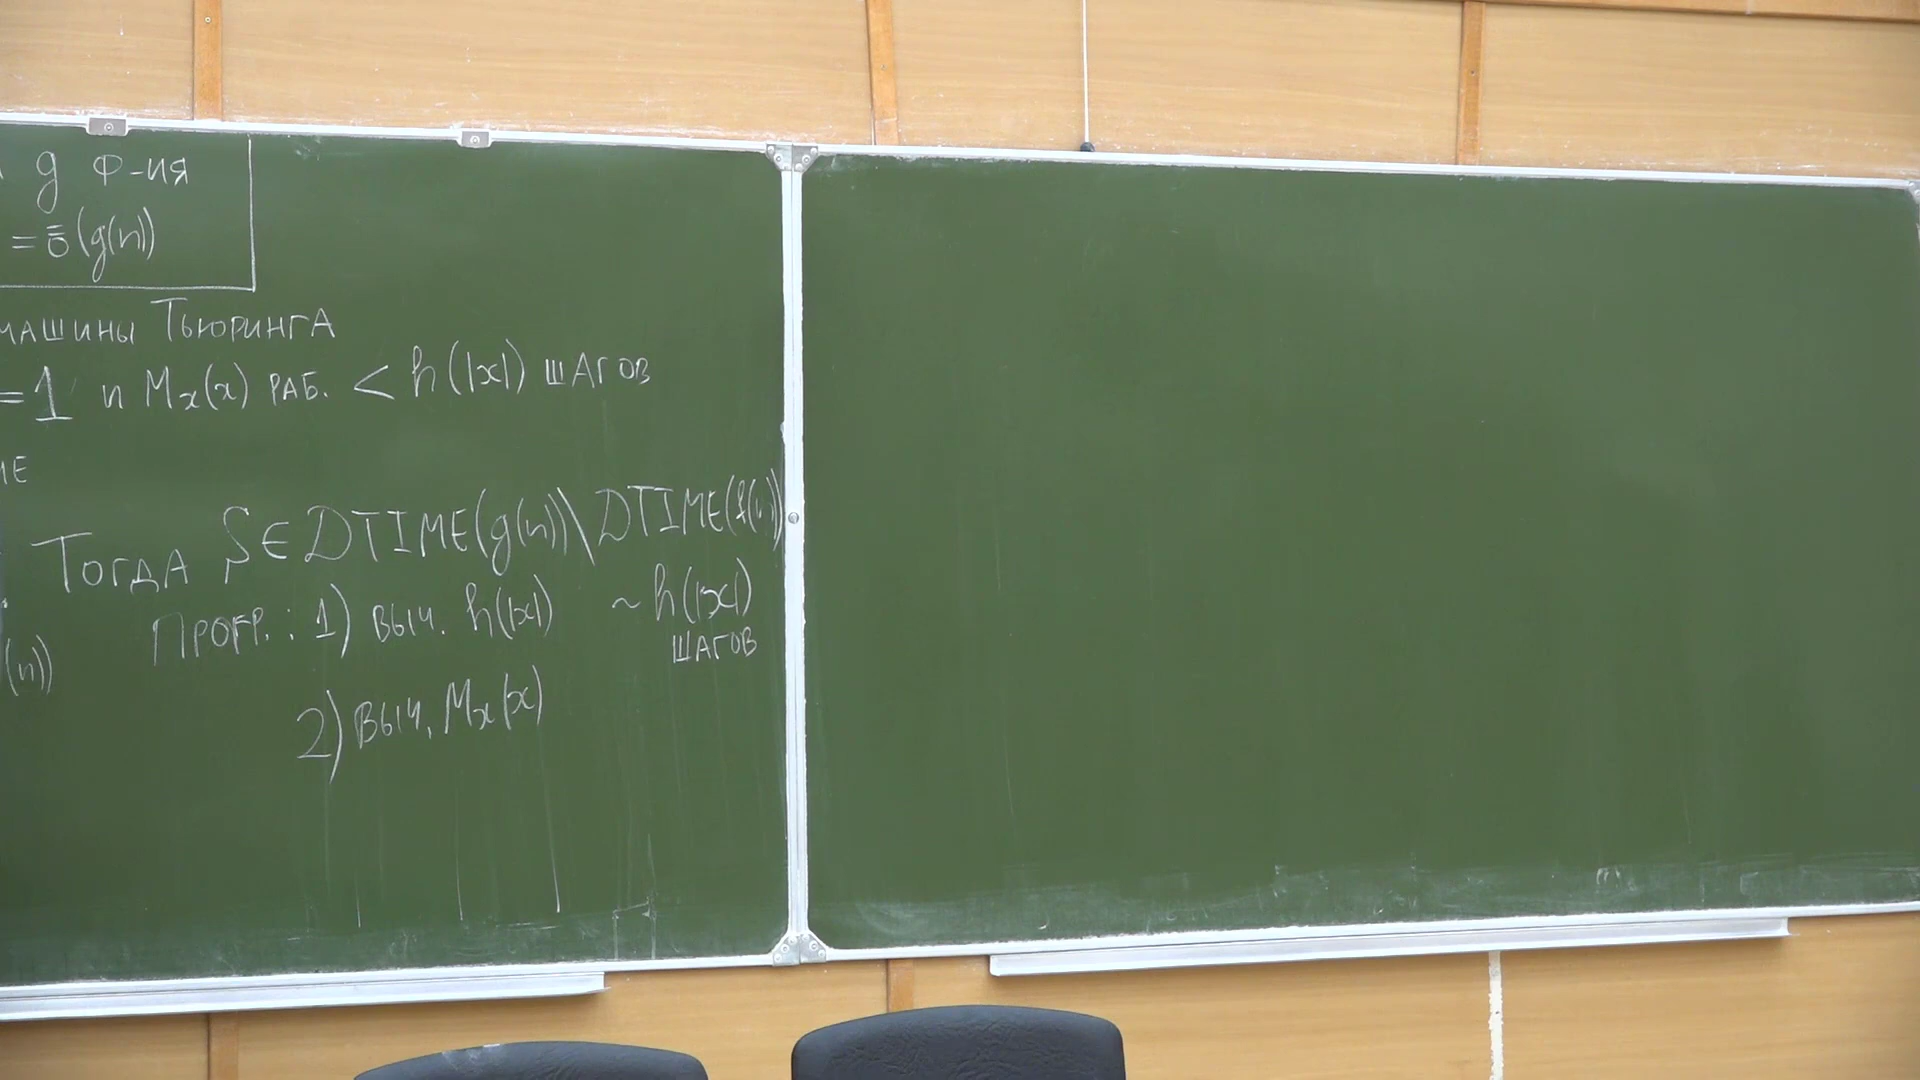 g ф-ия
= ō̄(g(n))
машины Тьюринга
=1 и Mx(x) раб. < h(|x|) шагов
ие
Тогда S∈DTIME(g(n))\DTIME(f(n))
Прогр.: 1) выч. h(|x|) ~ h(|x|)
шагов
(n))
2) выч. Mx(x)